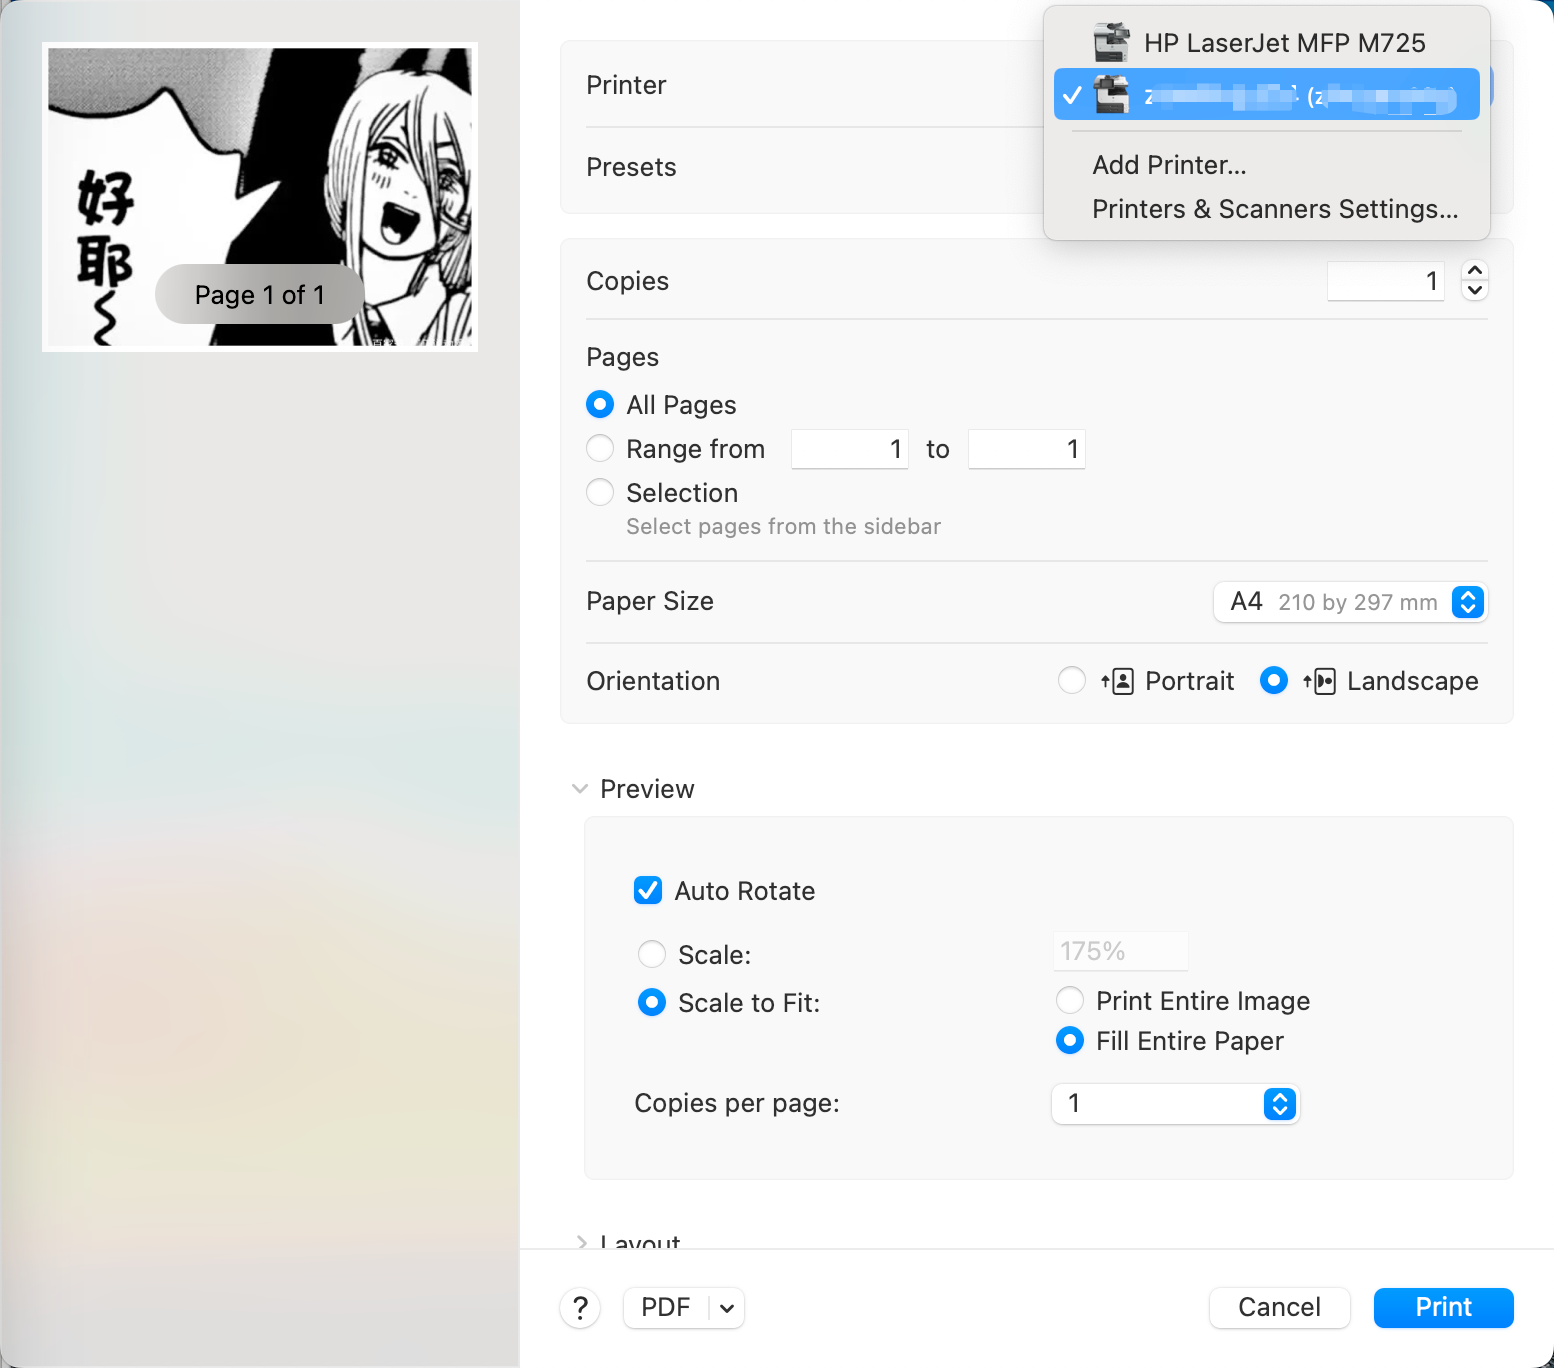 好
耶
~
Page 1 of 1
Printer
HP LaserJet MFP M725
Presets
Add Printer...
Printers & Scanners Settings...
Copies
1
Pages
All Pages
Range from 1 to 1
Selection
Select pages from the sidebar
Paper Size
A4 210 by 297 mm
Orientation
Portrait Landscape
Preview
Auto Rotate
Scale: 175%
Scale to Fit: Print Entire Image
Fill Entire Paper
Copies per page: 1
Layout
? PDF Cancel Print